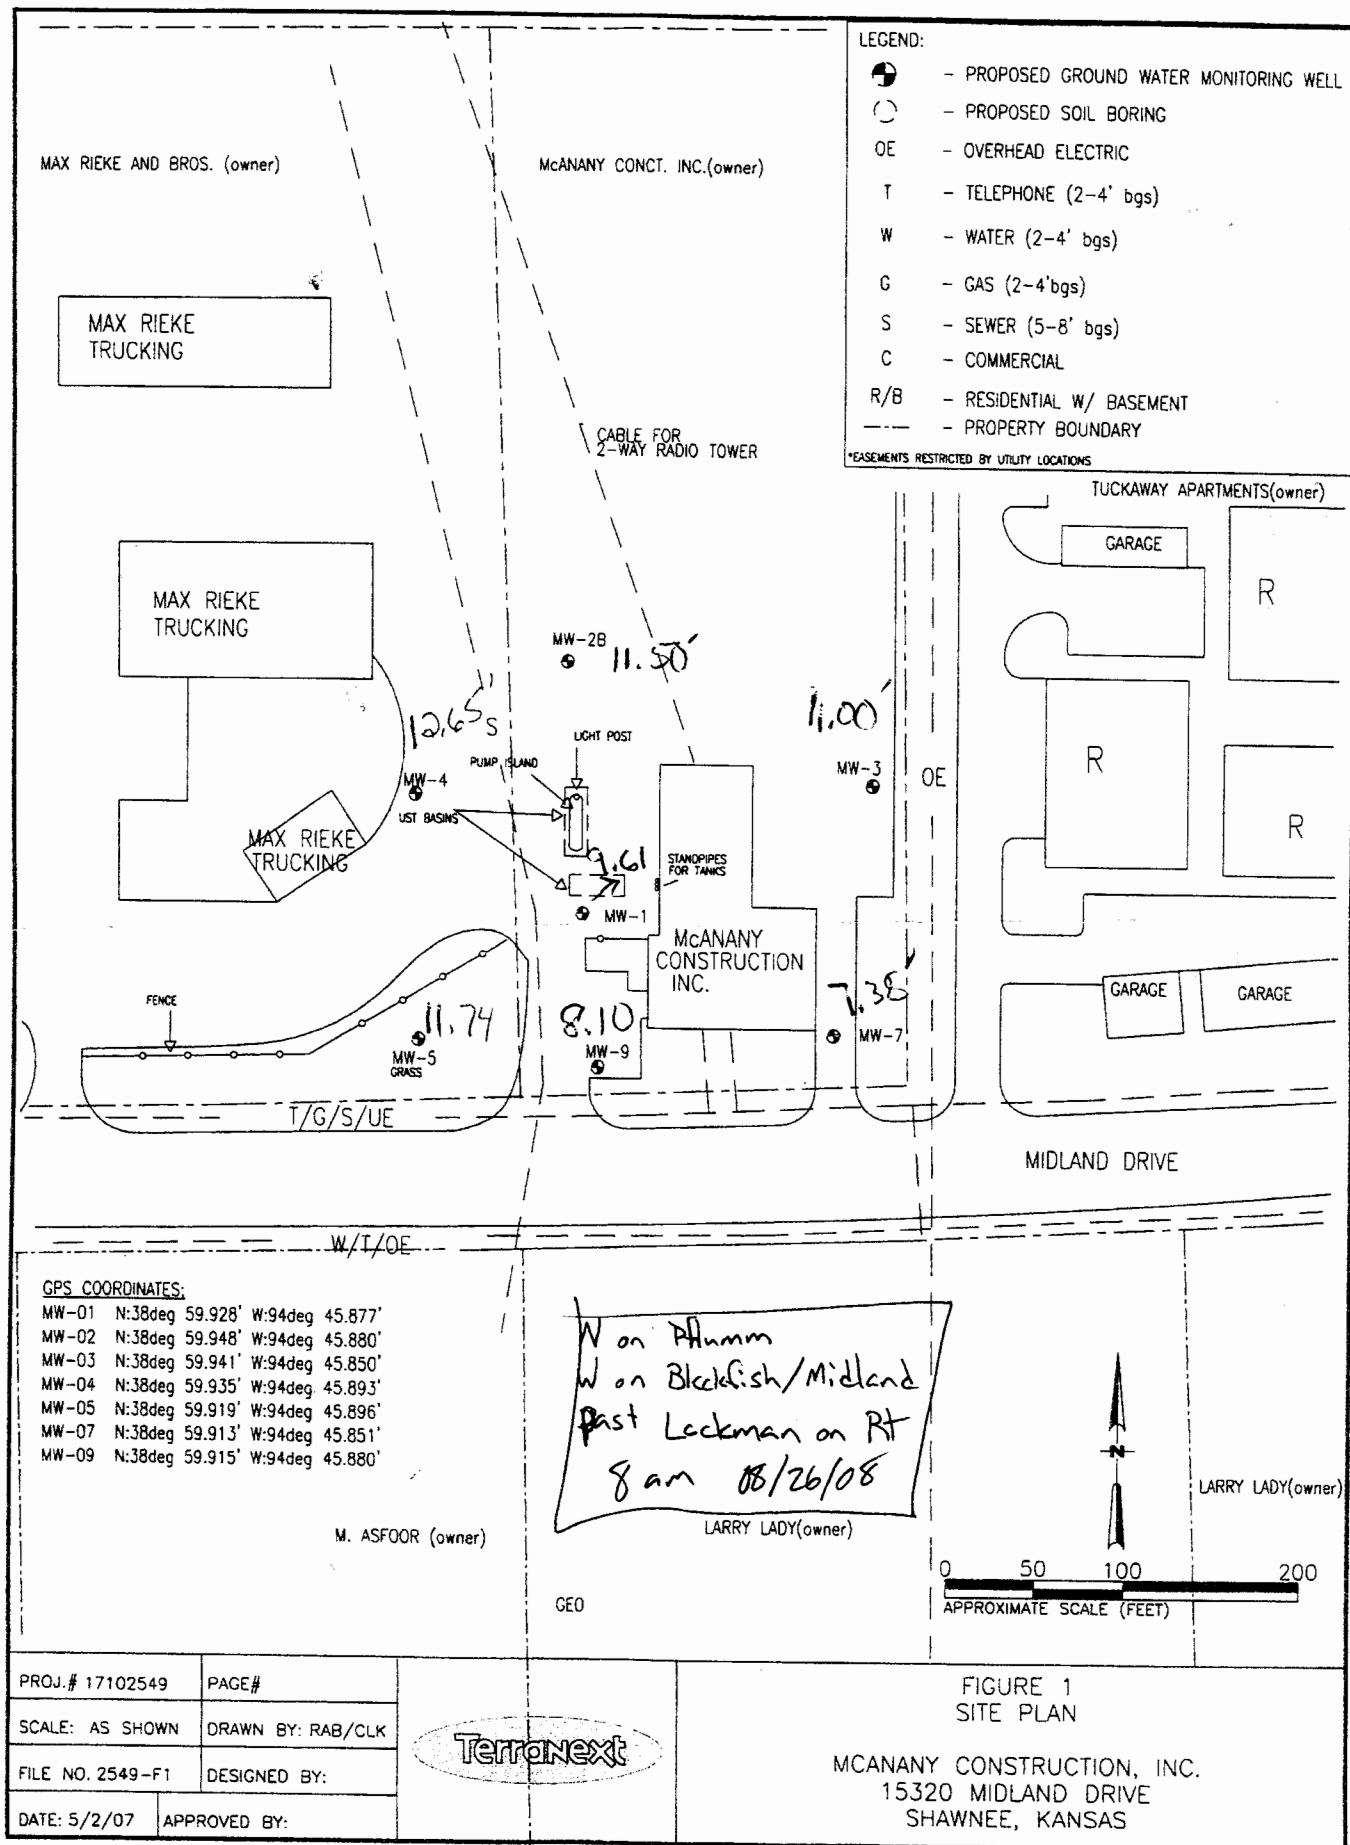 LEGEND:
- PROPOSED GROUND WATER MONITORING WELL
- PROPOSED SOIL BORING
OE - OVERHEAD ELECTRIC
T - TELEPHONE (2-4' bgs)
W - WATER (2-4' bgs)
G - GAS (2-4'bgs)
S - SEWER (5-8' bgs)
C - COMMERCIAL
R/B - RESIDENTIAL W/ BASEMENT
- PROPERTY BOUNDARY
*EASEMENTS RESTRICTED BY UTILITY LOCATIONS
MAX RIEKE AND BROS. (owner)
McANANY CONCT. INC.(owner)
MAX RIEKE
TRUCKING
CABLE FOR
2-WAY RADIO TOWER
TUCKAWAY APARTMENTS(owner)
GARAGE
R
MAX RIEKE
TRUCKING
MW-2B
11.50'
12.65'
S
11.00'
LIGHT POST
PUMP ISLAND
MW-4
UST BASINS
MW-3
OE
R
R
MAX RIEKE
TRUCKING
9.61
STANDPIPES
FOR TANKS
MW-1
McANANY
CONSTRUCTION
INC.
7.38'
MW-7
GARAGE
GARAGE
FENCE
11.74
MW-5
GRASS
8.10
MW-9
T/G/S/UE
MIDLAND DRIVE
W/T/OE
GPS COORDINATES:
MW-01 N:38deg 59.928' W:94deg 45.877'
MW-02 N:38deg 59.948' W:94deg 45.880'
MW-03 N:38deg 59.941' W:94deg 45.850'
MW-04 N:38deg 59.935' W:94deg 45.893'
MW-05 N:38deg 59.919' W:94deg 45.896'
MW-07 N:38deg 59.913' W:94deg 45.851'
MW-09 N:38deg 59.915' W:94deg 45.880'
N on Pflumm
W on Blackfish/Midland
past Lackman on Rt
8 am 08/26/08
M. ASFOOR (owner)
LARRY LADY(owner)
LARRY LADY(owner)
GEO
N
0 50 100 200
APPROXIMATE SCALE (FEET)
PROJ.# 17102549
PAGE#
SCALE: AS SHOWN
DRAWN BY: RAB/CLK
FILE NO. 2549-F1
DESIGNED BY:
DATE: 5/2/07
APPROVED BY:
TerraNext
FIGURE 1
SITE PLAN
MCANANY CONSTRUCTION, INC.
15320 MIDLAND DRIVE
SHAWNEE, KANSAS